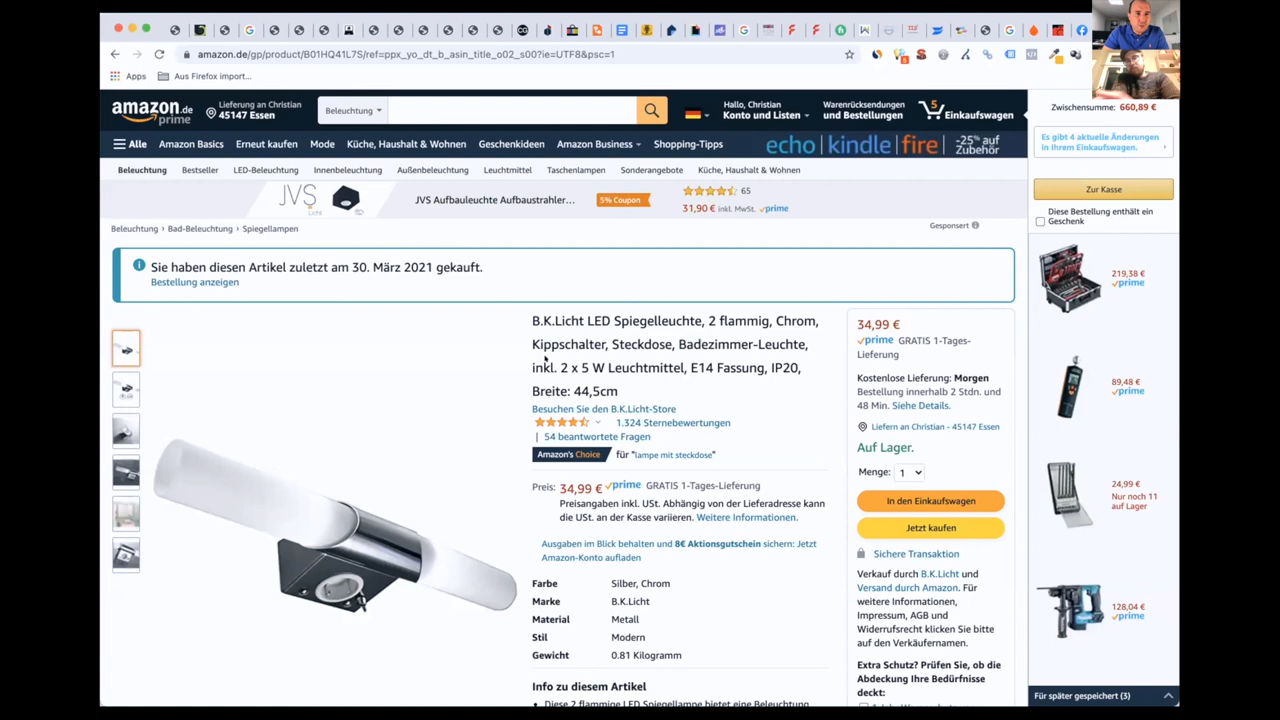 amazon.de/gp/product/B01HQ41L7S/ref=ppx_yo_dt_b_asin_title_o02_s00?ie=UTF8&psc=1
Apps
Aus Firefox import...
amazon.de
prime
Lieferung an Christian
45147 Essen
Beleuchtung
Hallo, Christian
Konto und Listen
Warenrücksendungen
und Bestellungen
5
Einkaufswagen
Zwischensumme: 660,89 €
Alle
Amazon Basics
Erneut kaufen
Mode
Küche, Haushalt & Wohnen
Geschenkideen
Amazon Business
Shopping-Tipps
echo
kindle
fire
-25% auf
Zubehör
Es gibt 4 aktuelle Änderungen
in Ihrem Einkaufswagen.
Beleuchtung
Bestseller
LED-Beleuchtung
Innenbeleuchtung
Außenbeleuchtung
Leuchtmittel
Taschenlampen
Sonderangebote
Küche, Haushalt & Wohnen
Zur Kasse
Diese Bestellung enthält ein
Geschenk
JVS
JVS Aufbauleuchte Aufbaustrahler...
5% Coupon
65
31,90 € inkl. MwSt. prime
Gesponsert
Beleuchtung › Bad-Beleuchtung › Spiegellampen
Sie haben diesen Artikel zuletzt am 30. März 2021 gekauft.
Bestellung anzeigen
B.K.Licht LED Spiegelleuchte, 2 flammig, Chrom,
Kippschalter, Steckdose, Badezimmer-Leuchte,
inkl. 2 x 5 W Leuchtmittel, E14 Fassung, IP20,
Breite: 44,5cm
Besuchen Sie den B.K.Licht-Store
1.324 Sternebewertungen
| 54 beantwortete Fragen
Amazon's Choice für "lampe mit steckdose"
Preis: 34,99 € prime GRATIS 1-Tages-Lieferung
Preisangaben inkl. USt. Abhängig von der Lieferadresse kann
die USt. an der Kasse variieren. Weitere Informationen.
Ausgaben im Blick behalten und 8€ Aktionsgutschein sichern: Jetzt
Amazon-Konto aufladen
Farbe Silber, Chrom
Marke B.K.Licht
Material Metall
Stil Modern
Gewicht 0.81 Kilogramm
Info zu diesem Artikel
• Diese 2 flammige LED Spiegellampe bietet eine Beleuchtung
34,99 €
prime GRATIS 1-Tages-
Lieferung
Kostenlose Lieferung: Morgen
Bestellung innerhalb 2 Stdn. und
48 Min. Siehe Details.
Liefern an Christian - 45147 Essen
Auf Lager.
Menge: 1
In den Einkaufswagen
Jetzt kaufen
Sichere Transaktion
Verkauf durch B.K.Licht und
Versand durch Amazon. Für
weitere Informationen,
Impressum, AGB und
Widerrufsrecht klicken Sie bitte
auf den Verkäufernamen.
Extra Schutz? Prüfen Sie, ob die
Abdeckung Ihre Bedürfnisse
deckt:
219,38 €
prime
89,48 €
prime
24,99 €
Nur noch 11
auf Lager
128,04 €
prime
Für später gespeichert (3)